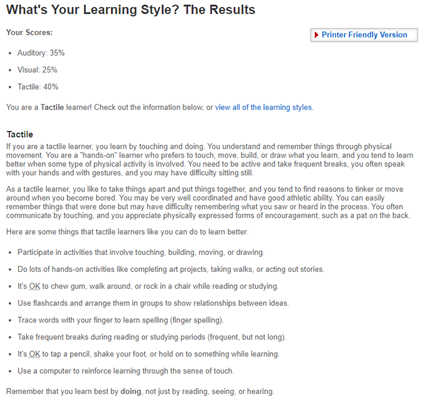 What's Your Learning Style? The Results
Your Scores:
Printer Friendly Version
Auditory: 35%
Visual: 25%
Tactile: 40%
You are a Tactile learner! Check out the information below, or view all of the learning styles.
Tactile
If you are a tactile learner, you learn by touching and doing. You understand and remember things through physical
movement. You are a "hands-on" learner who prefers to touch, move, build, or draw what you learn, and you tend to learn
better when some type of physical activity is involved. You need to be active and take frequent breaks, you often speak
with your hands and with gestures, and you may have difficulty sitting still.
As a tactile learner, you like to take things apart and put things together, and you tend to find reasons to tinker or move
around when you become bored. You may be very well coordinated and have good athletic ability. You can easily
remember things that were done but may have difficulty remembering what you saw or heard in the process. You often
communicate by touching, and you appreciate physically expressed forms of encouragement, such as a pat on the back.
Here are some things that tactile learners like you can do to learn better:
Participate in activities that involve touching, building, moving, or drawing.
Do lots of hands-on activities like completing art projects, taking walks, or acting out stories.
It's OK to chew gum, walk around, or rock in a chair while reading or studying.
Use flashcards and arrange them in groups to show relationships between ideas.
Trace words with your finger to learn spelling (finger spelling).
Take frequent breaks during reading or studying periods (frequent, but not long).
It's OK to tap a pencil, shake your foot, or hold on to something while learning.
Use a computer to reinforce learning through the sense of touch.
Remember that you learn best by doing, not just by reading, seeing, or hearing.